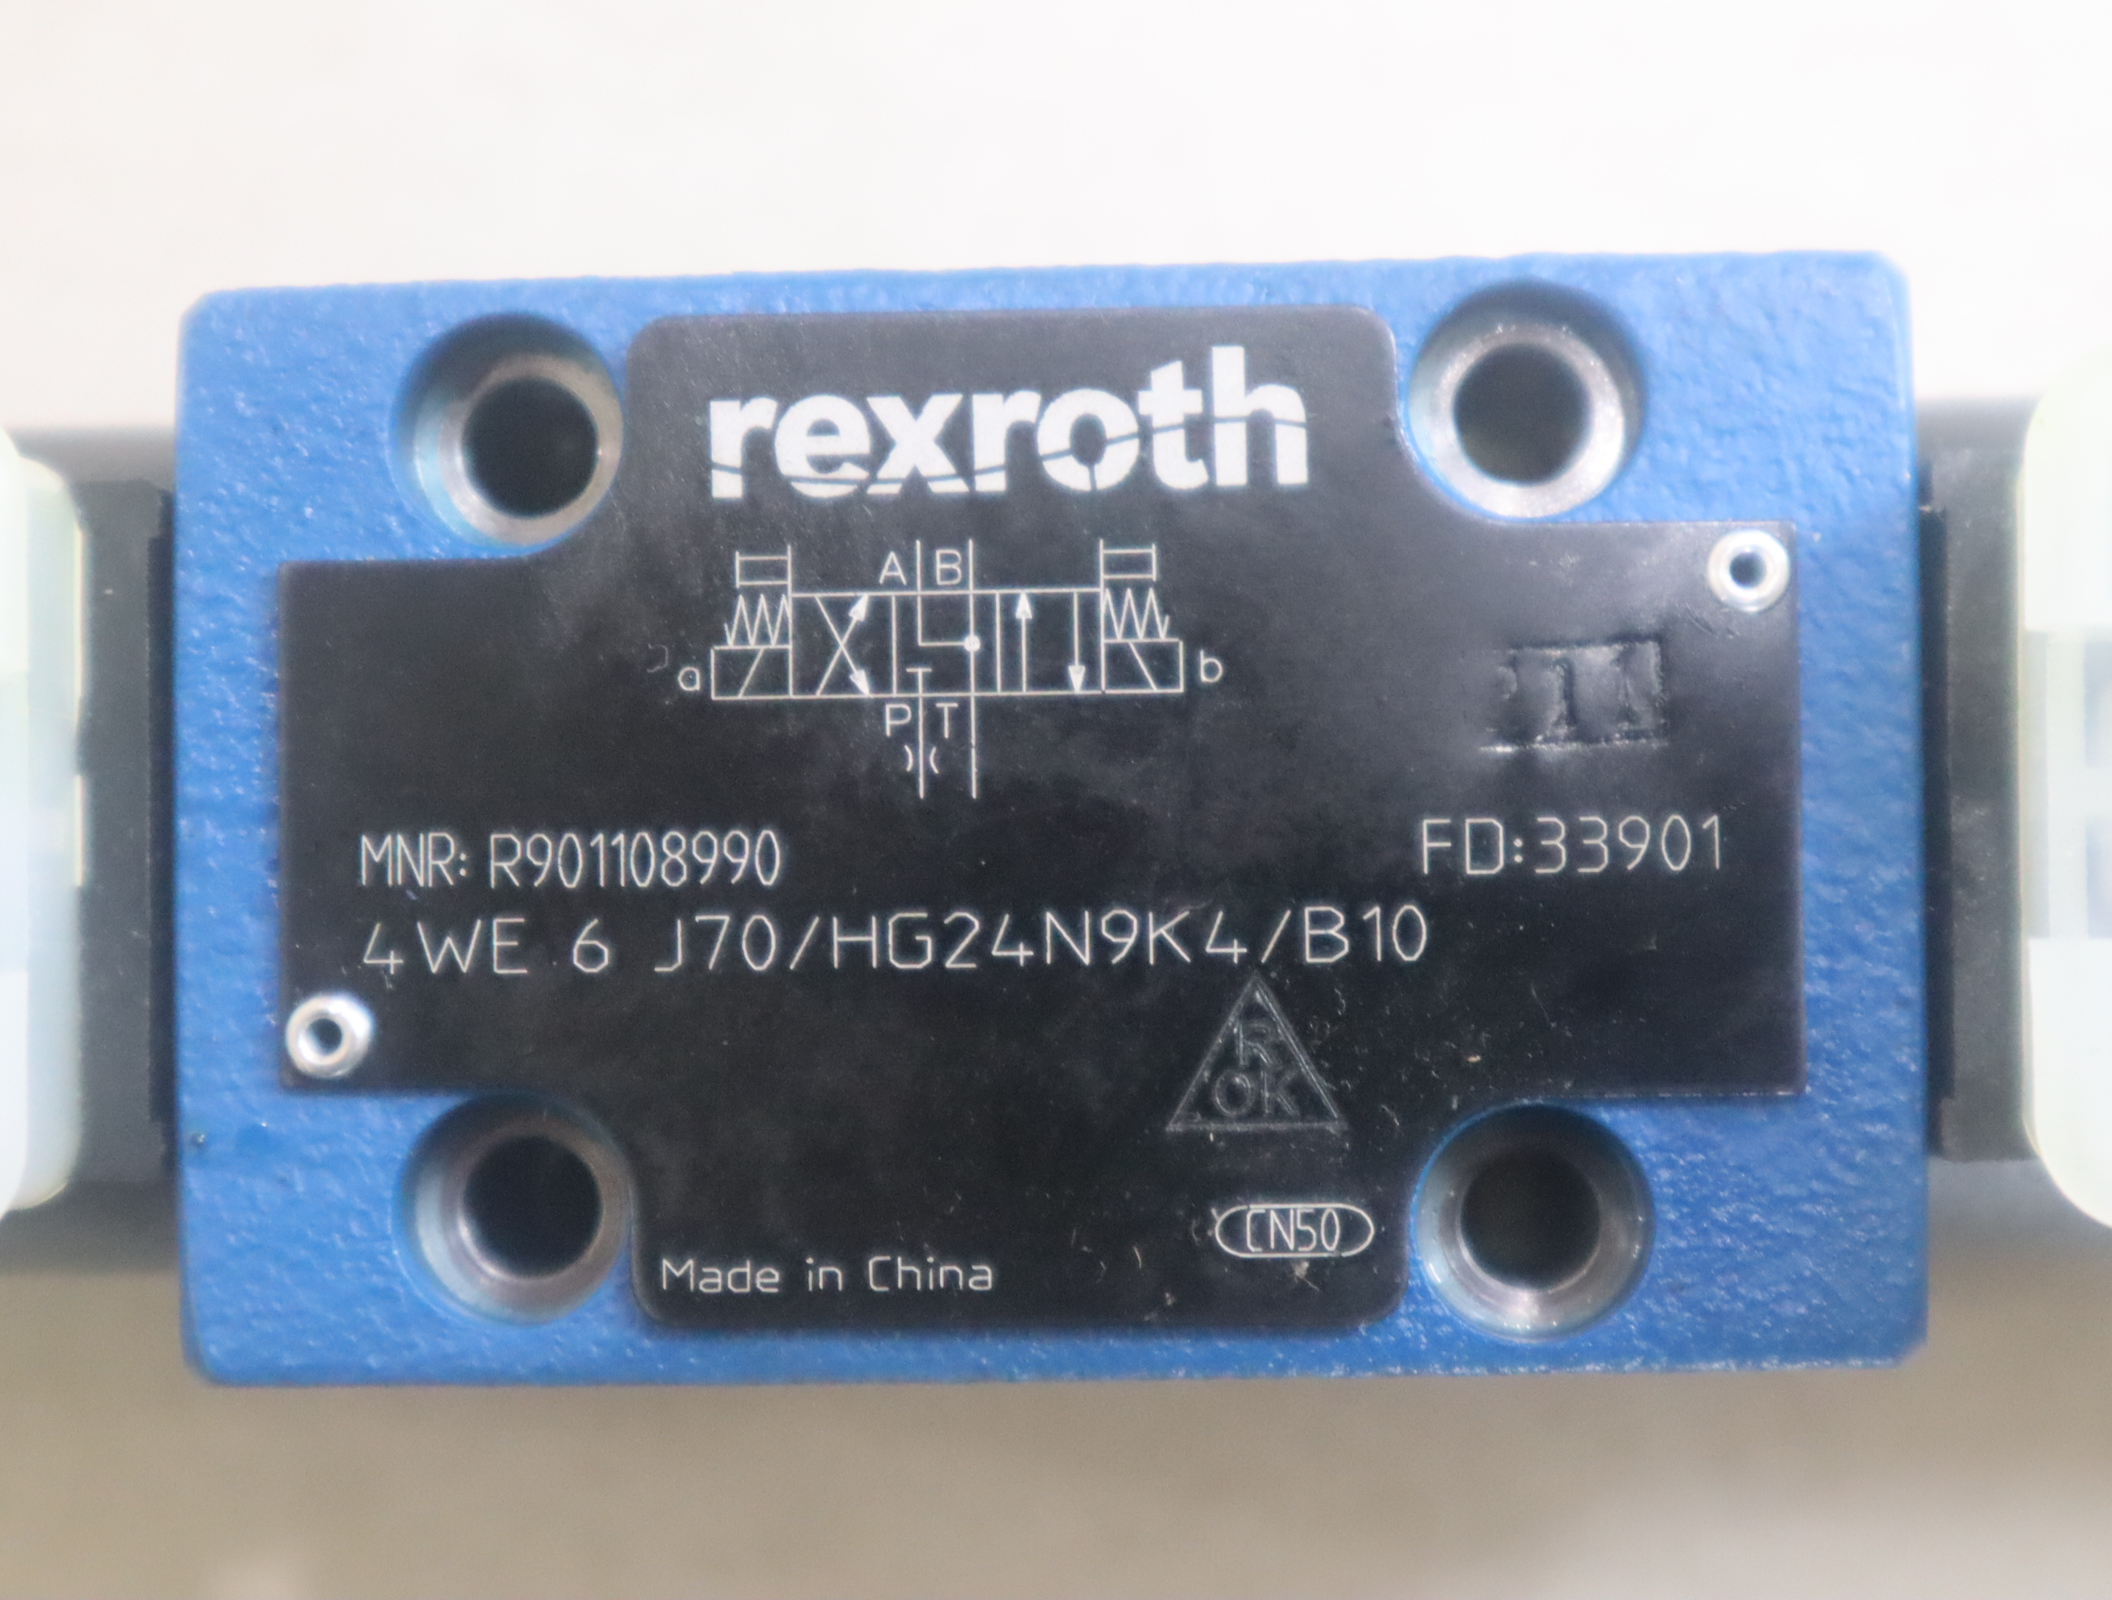 rexroth
A B
a b
T
P T
MNR: R901108990
FD:33901
4WE 6 J70/HG24N9K4/B10
R
OK
CN50
Made in China